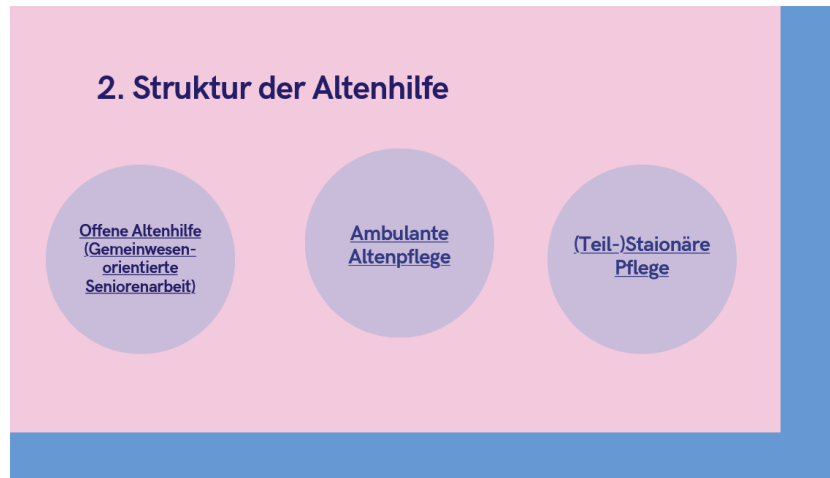 2. Struktur der Altenhilfe
Offene Altenhilfe
(Gemeinwesen-
orientierte
Seniorenarbeit)
Ambulante
Altenpflege
(Teil-)Staionäre
Pflege